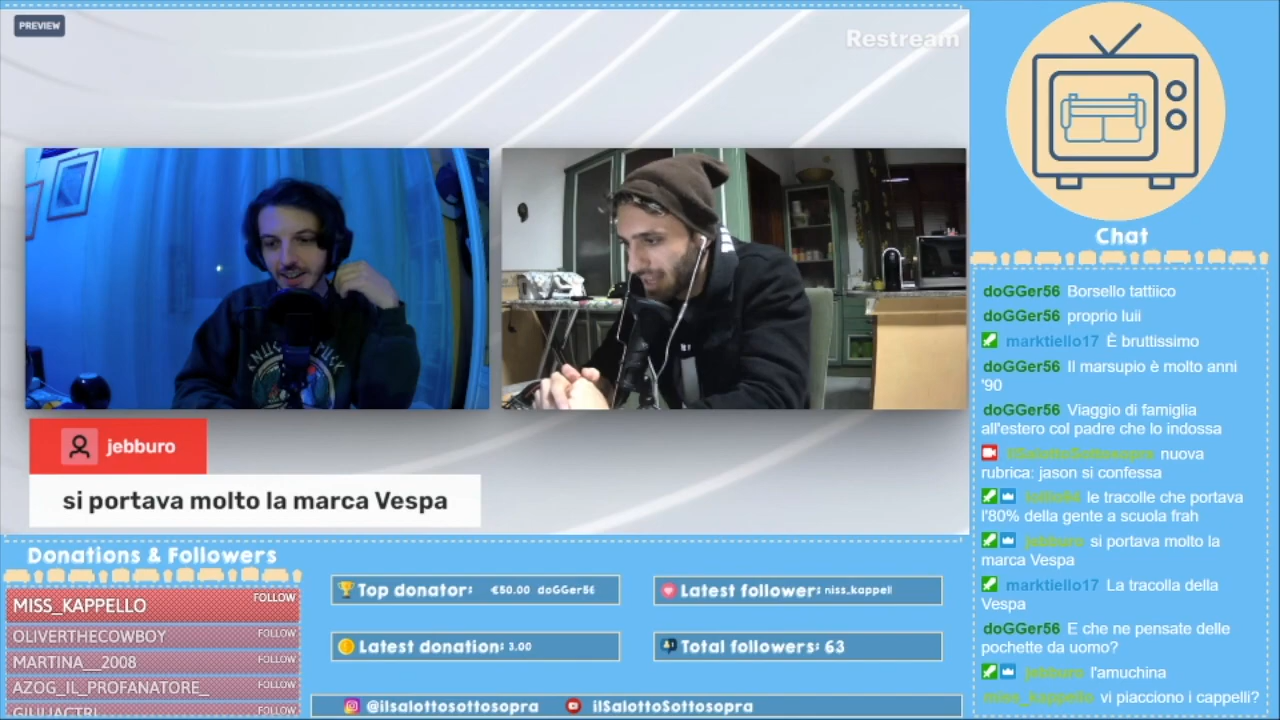 PREVIEW
Restream
jebburo
si portava molto la marca Vespa
Donations & Followers
MISS_KAPPELLO FOLLOW
OLIVERTHECOWBOY FOLLOW
MARTINA__2008 FOLLOW
AZOG_IL_PROFANATORE_ FOLLOW
FOLLOW
Top donator: €50.00 doGGer56
Latest follower: niss_kappell
Latest donation: 3.00
Total followers: 63
@ilsalottosottosopra
ilSalottoSottosopra
Chat
doGGer56 Borsello tattiico
doGGer56 proprio luii
marktiello17 È bruttissimo
doGGer56 Il marsupio è molto anni
'90
doGGer56 Viaggio di famiglia
all'estero col padre che lo indossa
ilSalottoSottosopra nuova
rubrica: jason si confessa
le tracolle che portava
l'80% della gente a scuola frah
jebburo si portava molto la
marca Vespa
marktiello17 La tracolla della
Vespa
doGGer56 E che ne pensate delle
pochette da uomo?
jebburo l'amuchina
miss_kappello vi piacciono i cappelli?